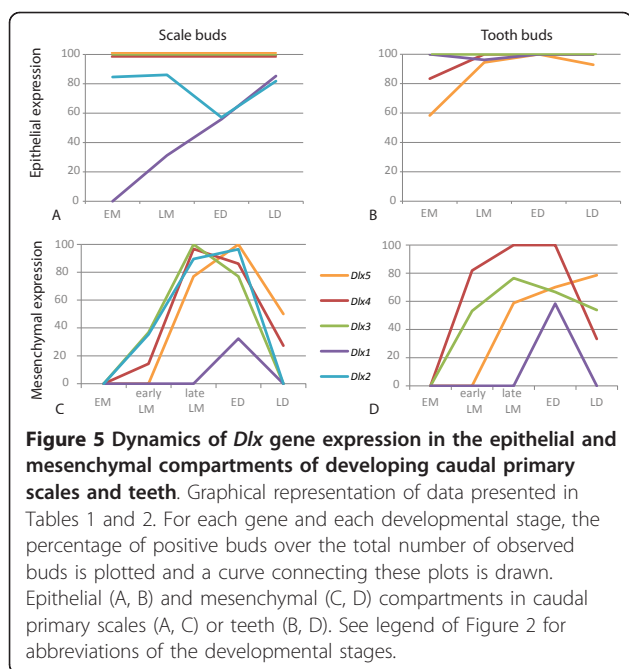 Scale buds
Tooth buds
Epithelial expression
100
80
60
40
20
0
EM
LM
ED
LD
A
100
80
60
40
20
0
EM
LM
ED
LD
B
Mesenchymal expression
100
80
60
40
20
0
EM
early
LM
late
LM
ED
LD
C
Dlx5
Dlx4
Dlx3
Dlx1
Dlx2
100
80
60
40
20
0
EM
early
LM
late
LM
ED
LD
D
Figure 5 Dynamics of Dlx gene expression in the epithelial and
mesenchymal compartments of developing caudal primary
scales and teeth. Graphical representation of data presented in
Tables 1 and 2. For each gene and each developmental stage, the
percentage of positive buds over the total number of observed
buds is plotted and a curve connecting these plots is drawn.
Epithelial (A, B) and mesenchymal (C, D) compartments in caudal
primary scales (A, C) or teeth (B, D). See legend of Figure 2 for
abbreviations of the developmental stages.